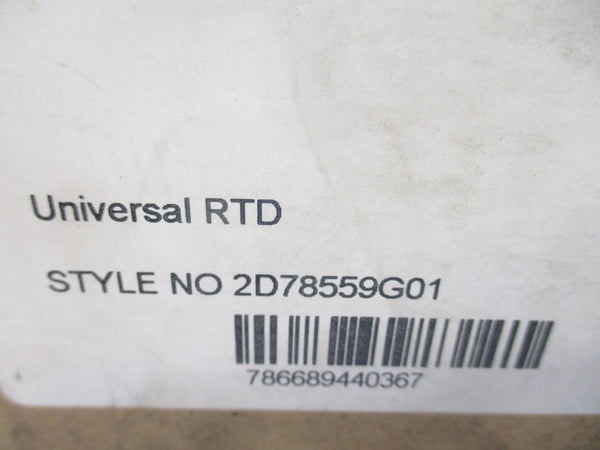 Universal RTD
STYLE NO 2D78559G01
786689440367